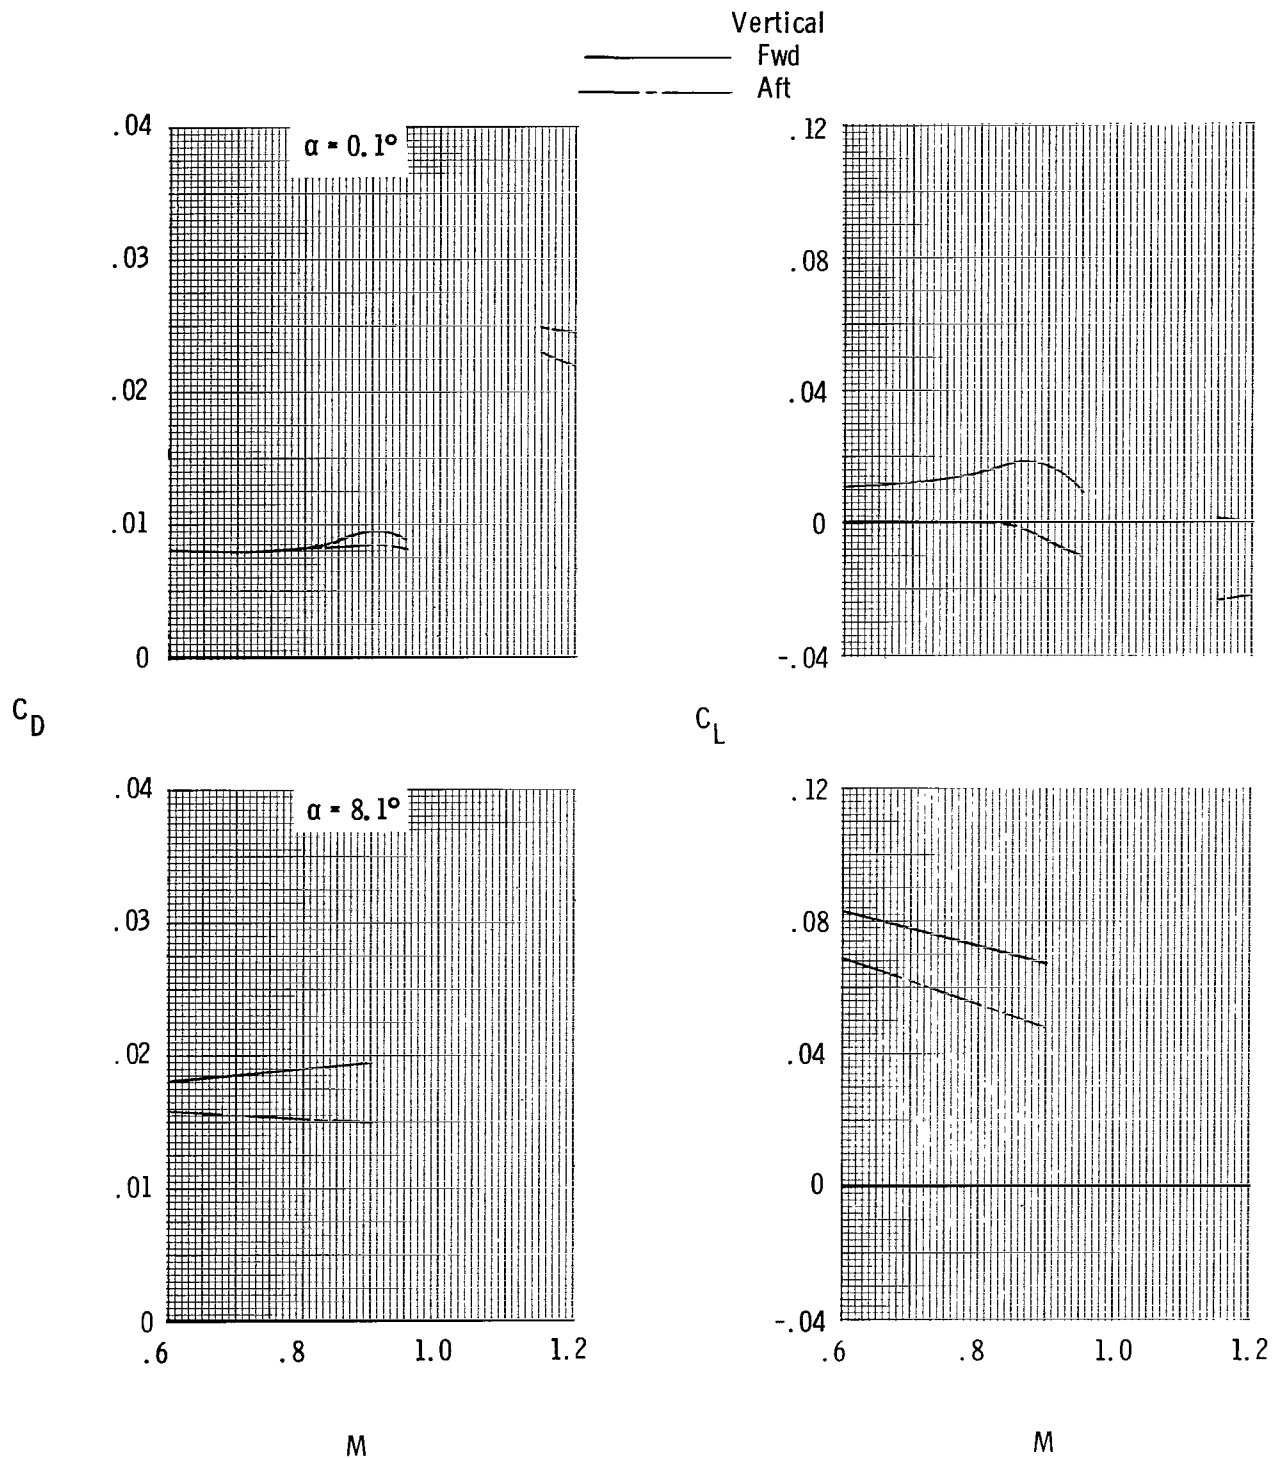 Vertical
Fwd
Aft
α = 0.1°
.04
.03
.02
.01
0
.12
.08
.04
0
-.04
C_D
C_L
α = 8.1°
.04
.03
.02
.01
0
.6 .8 1.0 1.2
M
.12
.08
.04
0
-.04
.6 .8 1.0 1.2
M